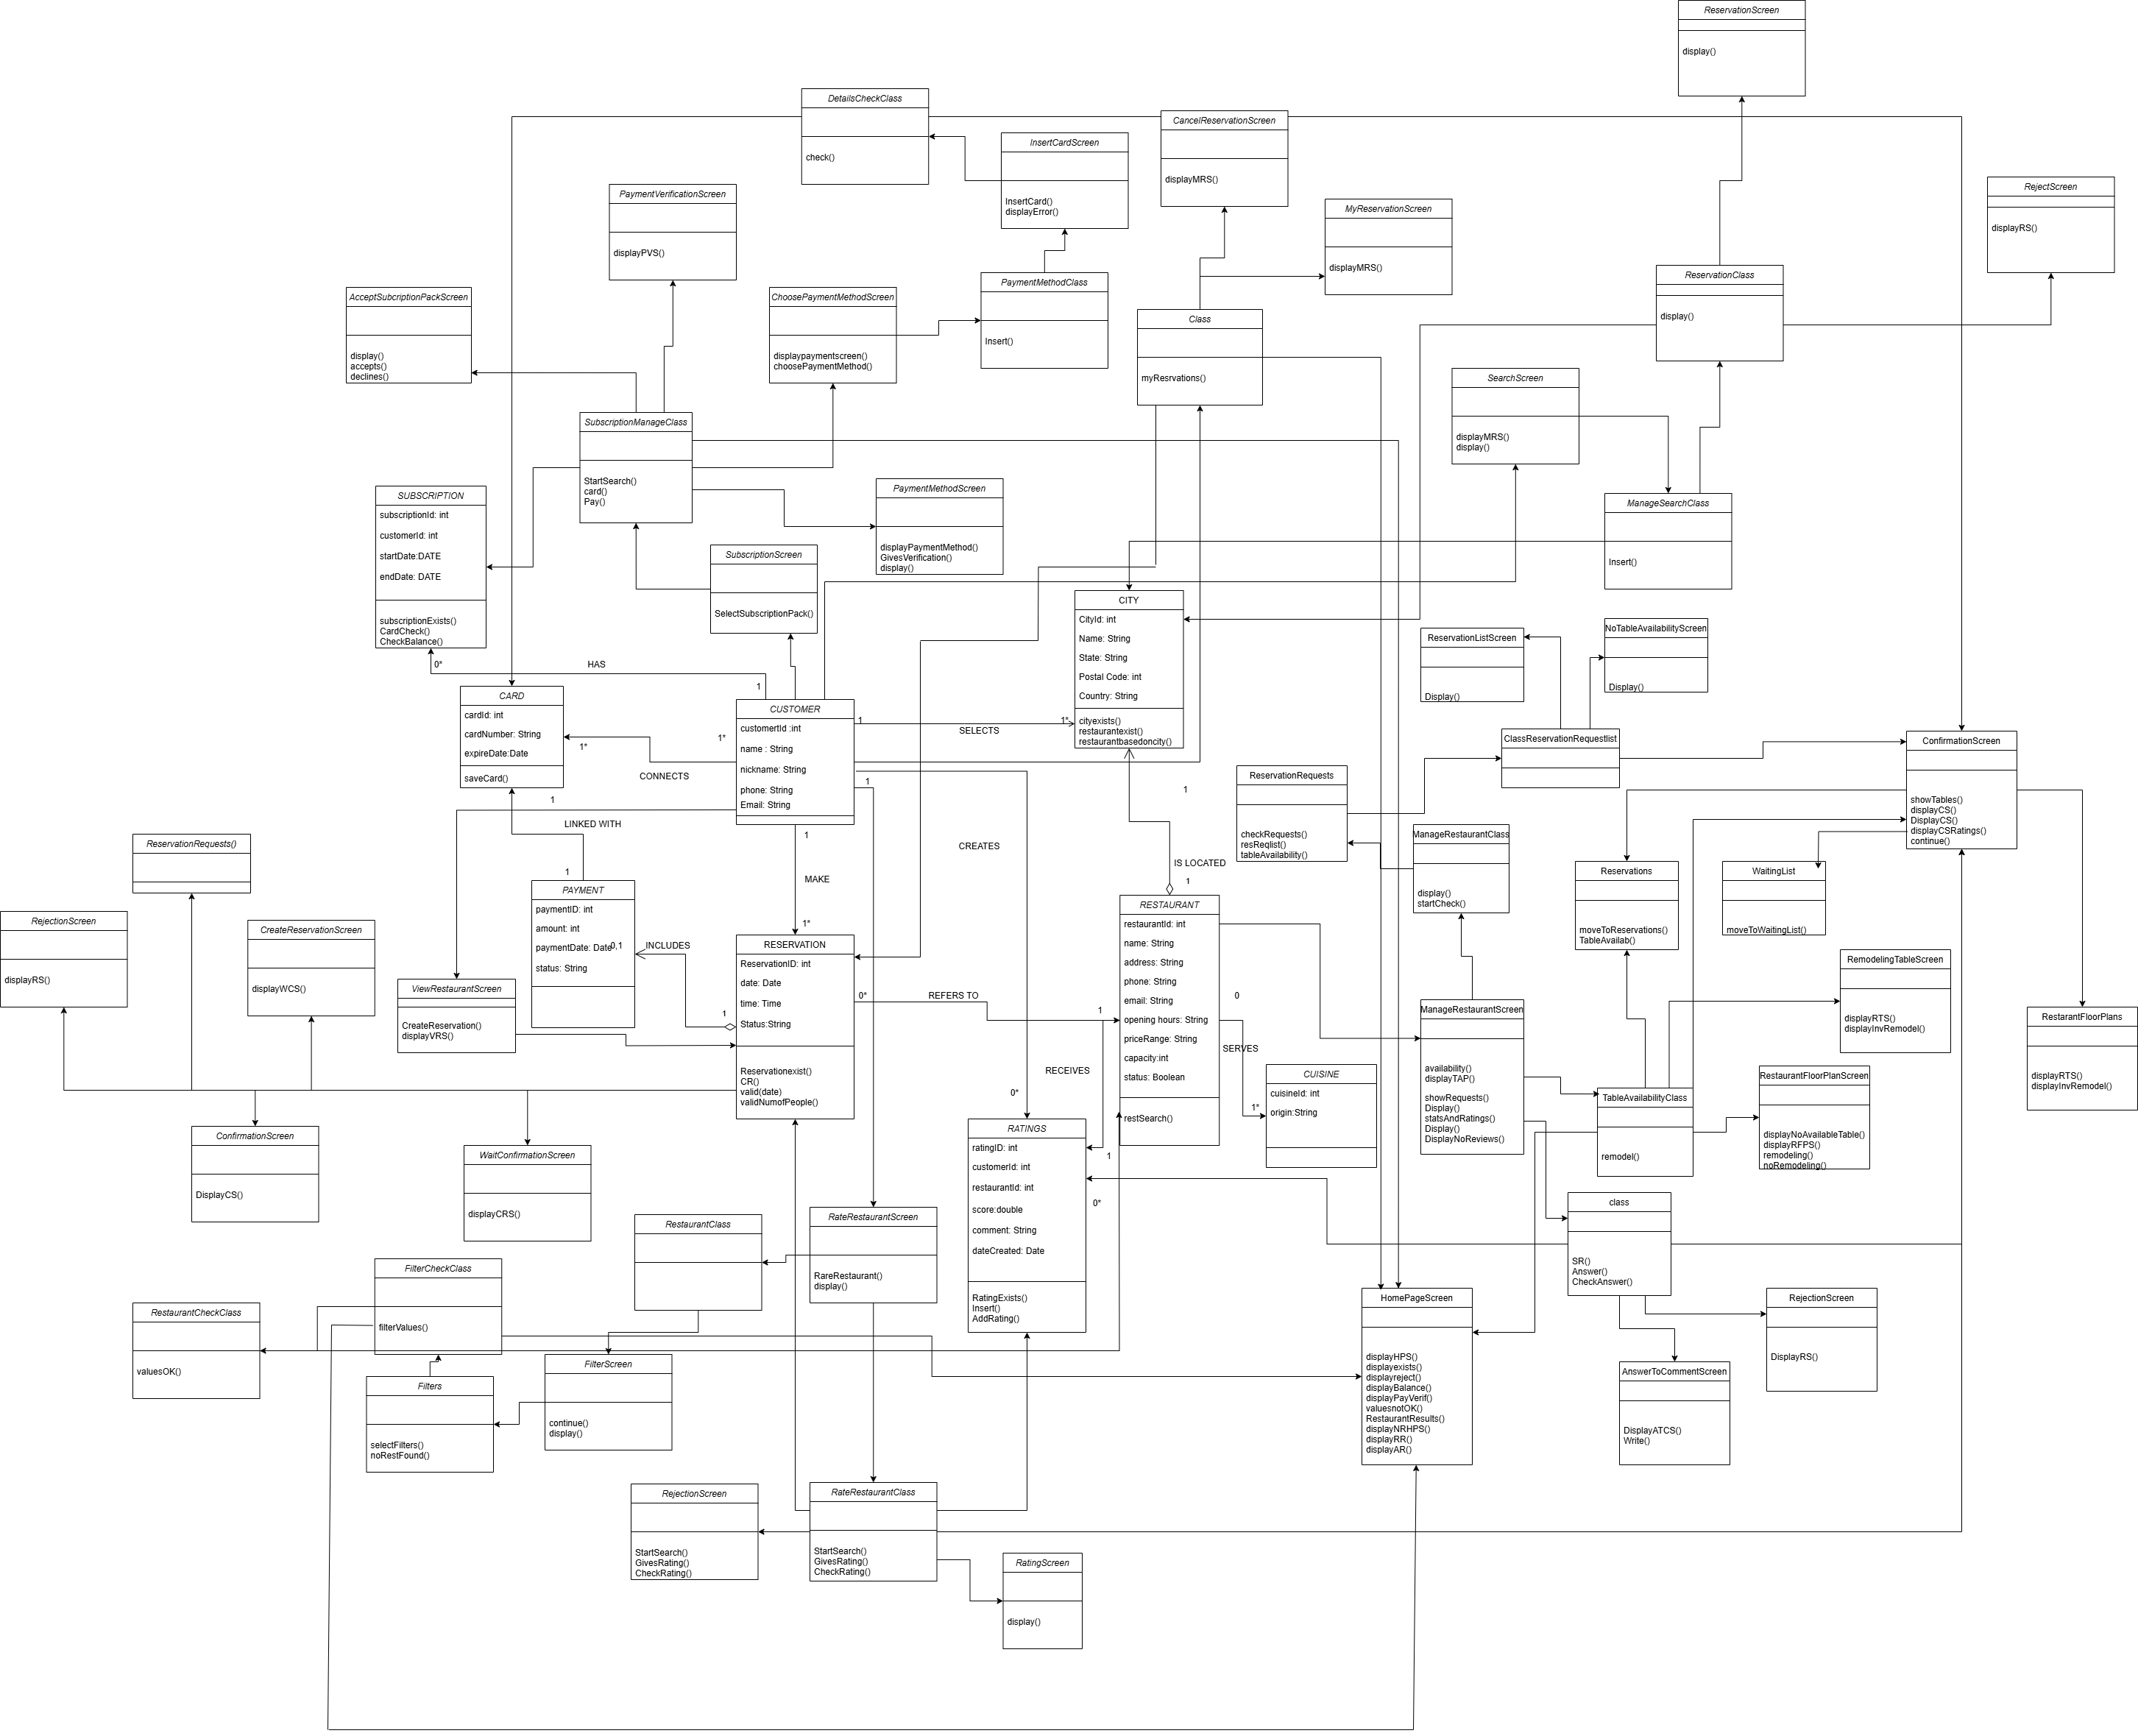 ReservationScreen
display()
DetailsCheckClass
check()
CancelReservationScreen
displayMRS()
InsertCardScreen
InsertCard()
displayError()
RejectScreen
displayRS()
PaymentVerificationScreen
displayPVS()
MyReservationScreen
displayMRS()
ReservationClass
display()
AcceptSubcriptionPackScreen
display()
accepts()
declines()
ChoosePaymentMethodScreen
displaypaymentscreen()
choosePaymentMethod()
PaymentMethodClass
Insert()
Class
myResrvations()
SearchScreen
displayMRS()
display()
SubscriptionManageClass
StartSearch()
card()
Pay()
SUBSCRIPTION
subscriptionId: int
customerId: int
startDate:DATE
endDate: DATE
subscriptionExists()
CardCheck()
CheckBalance()
PaymentMethodScreen
displayPaymentMethod()
GivesVerification()
display()
ManageSearchClass
Insert()
SubscriptionScreen
SelectSubscriptionPack()
CITY
CityId: int
Name: String
State: String
Postal Code: int
Country: String
cityexists()
restaurantexist()
restaurantbasedoncity()
ReservationListScreen
Display()
NoTableAvailabilityScreen
Display()
0*
HAS
1
CARD
cardId: int
cardNumber: String
expireDate:Date
saveCard()
CUSTOMER
customertId :int
name : String
nickname: String
phone: String
Email: String
1
SELECTS
1*
1*
1*
CONNECTS
ClassReservationRequestlist
ConfirmationScreen
showTables()
displayCS()
DisplayCS()
displayCSRatings()
continue()
ReservationRequests
checkRequests()
resReqlist()
tableAvailability()
1
1
1
LINKED WITH
1
CREATES
ManageRestaurantClass
display()
startCheck()
ReservationRequests()
IS LOCATED
1
1
MAKE
1*
Reservations
moveToReservations()
TableAvailab()
WaitingList
moveToWaitingList()
PAYMENT
paymentID: int
amount: int
paymentDate: Date
status: String
0,1
INCLUDES
1
RESTAURANT
restaurantId: int
name: String
address: String
phone: String
email: String
opening hours: String
priceRange: String
capacity:int
status: Boolean
restSearch()
RejectionScreen
displayRS()
CreateReservationScreen
displayWCS()
RESERVATION
ReservationID: int
date: Date
time: Time
Status:String
Reservationexist()
CR()
valid(date)
validNumofPeople()
RemodelingTableScreen
displayRTS()
displayInvRemodel()
ViewRestaurantScreen
CreateReservation()
displayVRS()
0*
REFERS TO
1
0
SERVES
1*
ManageRestaurantScreen
availability()
displayTAP()
showRequests()
Display()
statsAndRatings()
Display()
DisplayNoReviews()
RestarantFloorPlans
displayRTS()
displayInvRemodel()
CUISINE
cuisineId: int
origin:String
RECEIVES
0*
1
0*
RestaurantFloorPlanScreen
displayNoAvailableTable()
displayRFPS()
remodeling()
noRemodeling()
TableAvailabilityClass
remodel()
ConfirmationScreen
DisplayCS()
WaitConfirmationScreen
displayCRS()
RATINGS
ratingID: int
customerId: int
restaurantId: int
score:double
comment: String
dateCreated: Date
RatingExists()
Insert()
AddRating()
class
SR()
Answer()
CheckAnswer()
RestaurantClass
RateRestaurantScreen
RareRestaurant()
display()
FilterCheckClass
filterValues()
RestaurantCheckClass
valuesOK()
HomePageScreen
displayHPS()
displayexists()
displayreject()
displayBalance()
displayPayVerif()
valuesnotOK()
RestaurantResults()
displayNRHPS()
displayRR()
displayAR()
RejectionScreen
DisplayRS()
FilterScreen
continue()
display()
AnswerToCommentScreen
DisplayATCS()
Write()
Filters
selectFilters()
noRestFound()
RejectionScreen
StartSearch()
GivesRating()
CheckRating()
RateRestaurantClass
StartSearch()
GivesRating()
CheckRating()
RatingScreen
display()